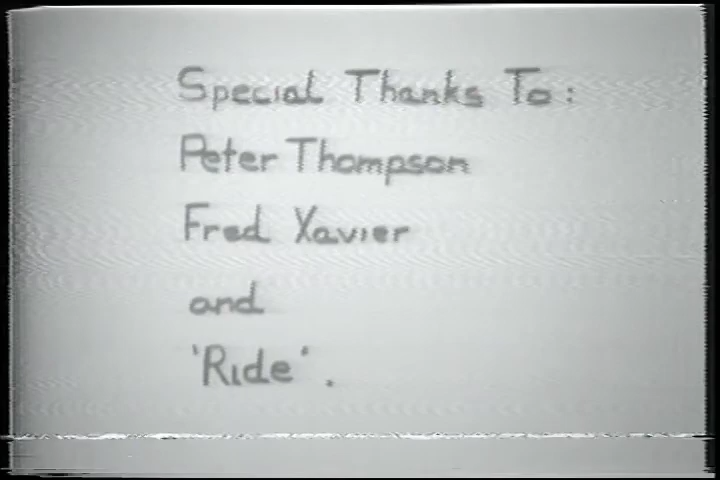 Special Thanks To:
Peter Thompson
Fred Xavier
and
'Ride'.